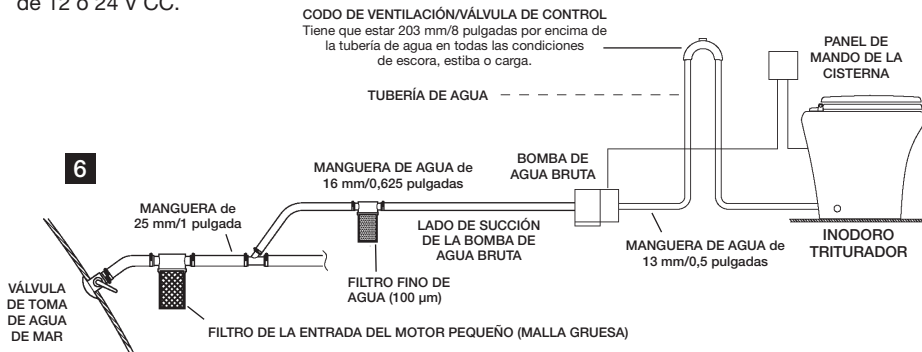 de 12 o 24 V CC.
CODO DE VENTILACIÓN/VÁLVULA DE CONTROL
Tiene que estar 203 mm/8 pulgadas por encima de
la tubería de agua en todas las condiciones
de escora, estiba o carga.
PANEL DE
MANDO DE LA
CISTERNA
TUBERÍA DE AGUA
6
MANGUERA DE AGUA de
16 mm/0,625 pulgadas
BOMBA DE
AGUA BRUTA
MANGUERA de
25 mm/1 pulgada
LADO DE SUCCIÓN
DE LA BOMBA DE
AGUA BRUTA
MANGUERA DE AGUA de
13 mm/0,5 pulgadas
INODORO
TRITURADOR
VÁLVULA
DE TOMA
DE AGUA
DE MAR
FILTRO FINO DE
AGUA (100 µm)
FILTRO DE LA ENTRADA DEL MOTOR PEQUEÑO (MALLA GRUESA)